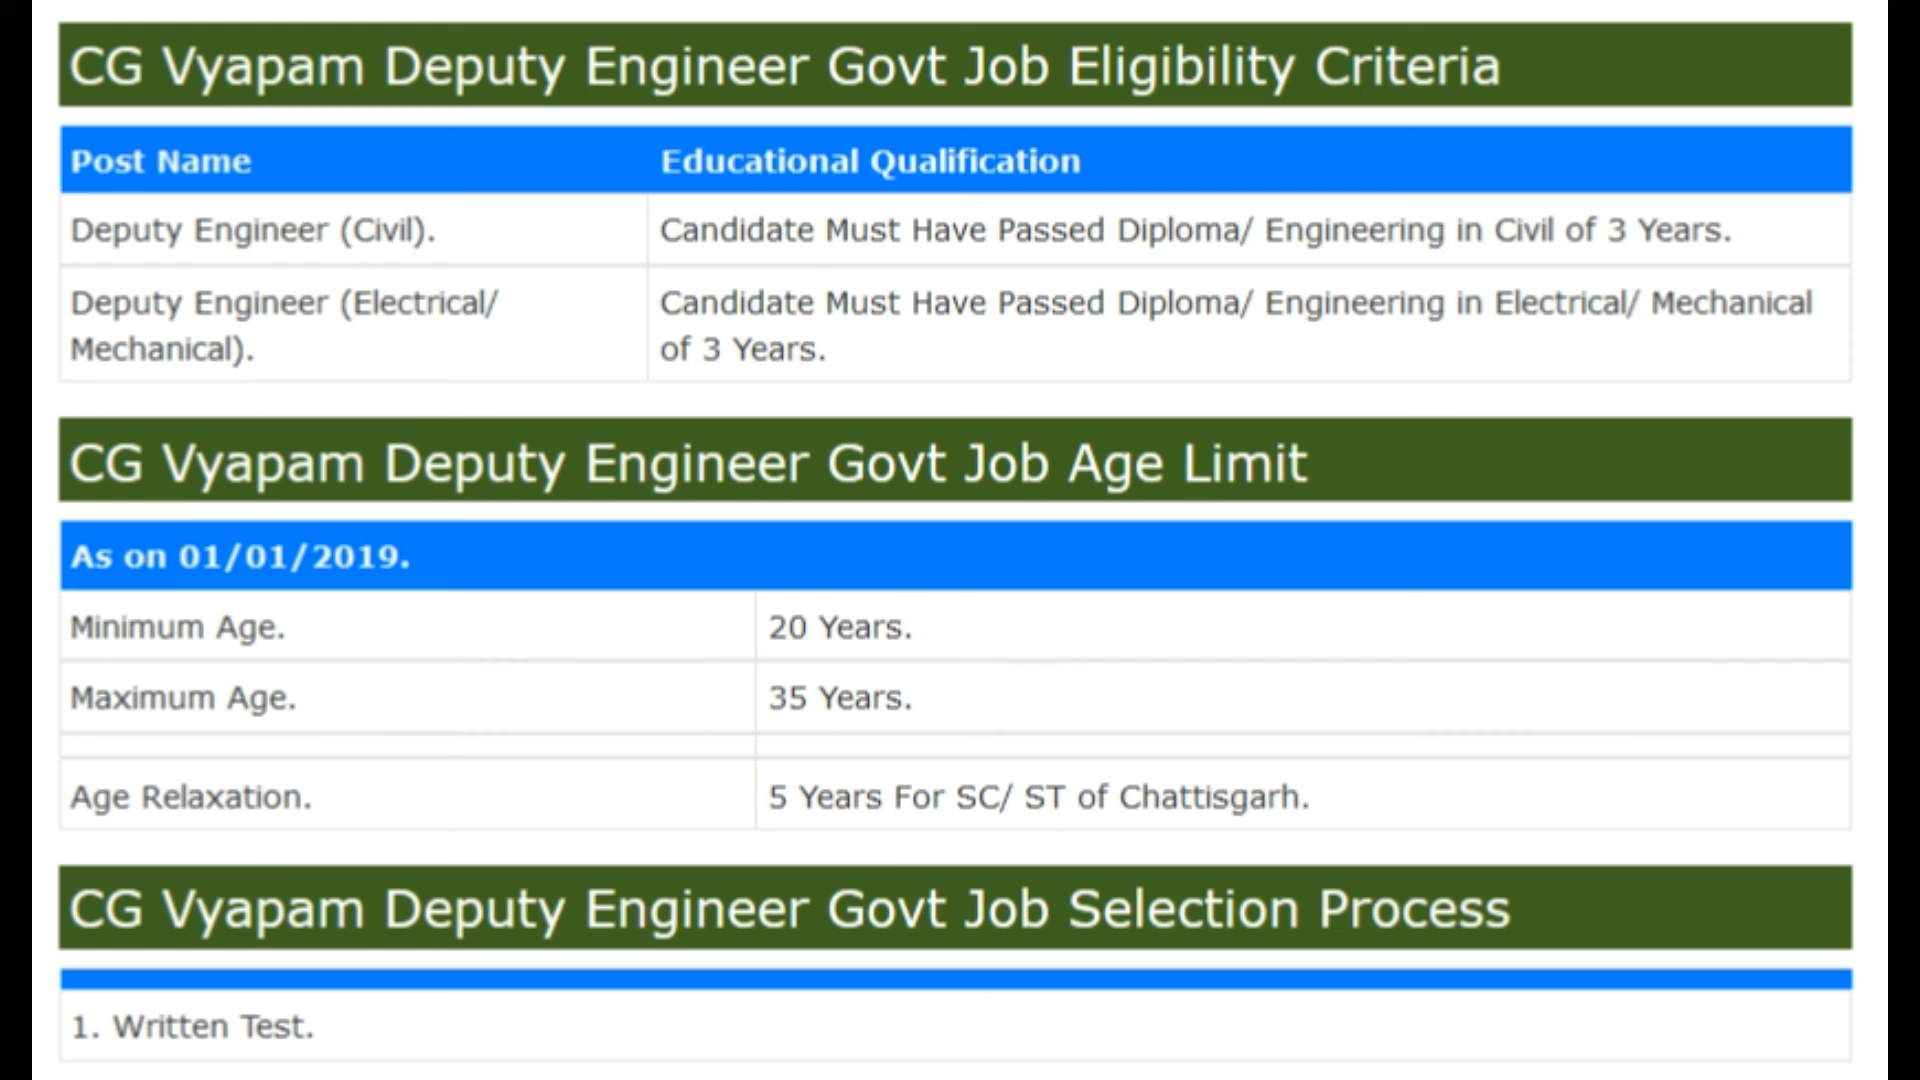 CG Vyapam Deputy Engineer Govt Job Eligibility Criteria
Post Name Educational Qualification
Deputy Engineer (Civil). Candidate Must Have Passed Diploma/ Engineering in Civil of 3 Years.
Deputy Engineer (Electrical/ Candidate Must Have Passed Diploma/ Engineering in Electrical/ Mechanical
Mechanical). of 3 Years.
CG Vyapam Deputy Engineer Govt Job Age Limit
As on 01/01/2019.
Minimum Age. 20 Years.
Maximum Age. 35 Years.
Age Relaxation. 5 Years For SC/ ST of Chattisgarh.
CG Vyapam Deputy Engineer Govt Job Selection Process
1. Written Test.